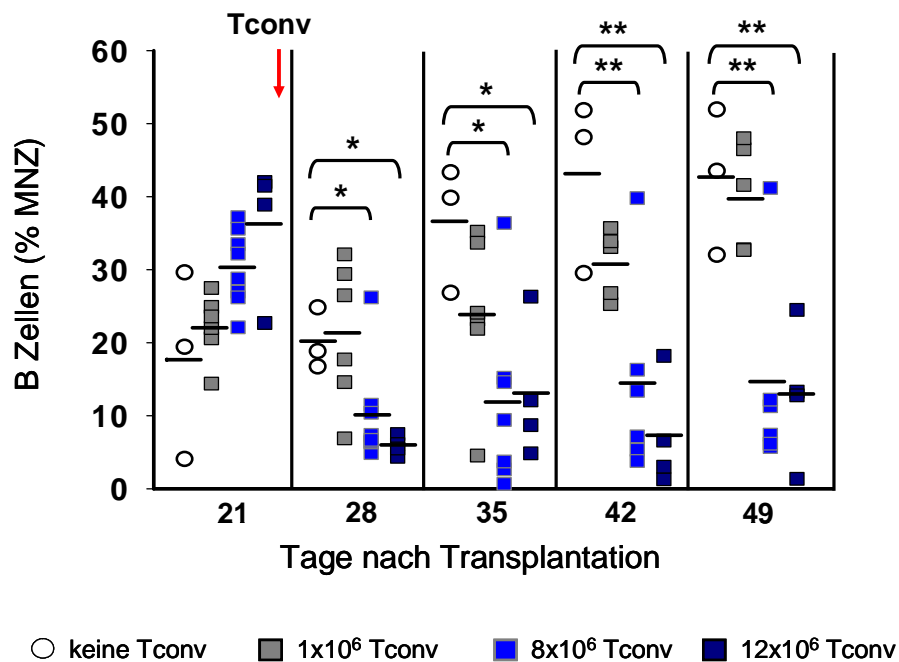 Tconv
60
50
40
30
20
10
0
B Zellen (% MNZ)
* * * * ** ** ** **
21 28 35 42 49
Tage nach Transplantation
keine Tconv 1x10⁶ Tconv 8x10⁶ Tconv 12x10⁶ Tconv